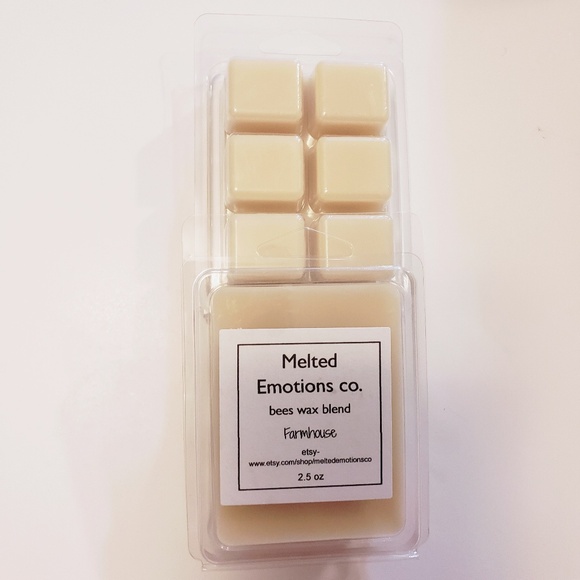 Melted
Emotions co.
bees wax blend
Farmhouse
etsy-
www.etsy.com/shop/meltedemotionsco
2.5 oz